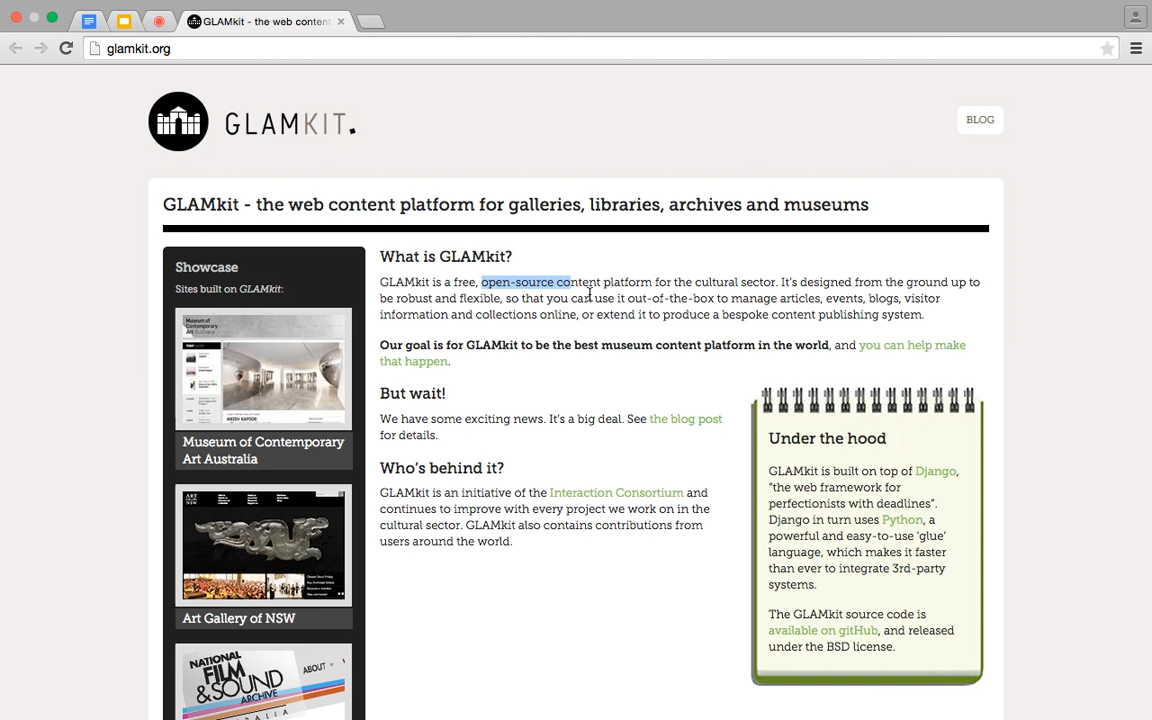 GLAMkit - the web content
glamkit.org
GLAMKIT.
BLOG
GLAMkit - the web content platform for galleries, libraries, archives and museums
Showcase
Sites built on GLAMkit:
Museum of Contemporary
Art Australia
Art Gallery of NSW
NATIONAL
FILM
& SOUND
ARCHIVE
ABOUT
What is GLAMkit?
GLAMkit is a free, open-source content platform for the cultural sector. It's designed from the ground up to
be robust and flexible, so that you can use it out-of-the-box to manage articles, events, blogs, visitor
information and collections online, or extend it to produce a bespoke content publishing system.
Our goal is for GLAMkit to be the best museum content platform in the world, and you can help make
that happen.
But wait!
We have some exciting news. It's a big deal. See the blog post
for details.
Who's behind it?
GLAMkit is an initiative of the Interaction Consortium and
continues to improve with every project we work on in the
cultural sector. GLAMkit also contains contributions from
users around the world.
Under the hood
GLAMkit is built on top of Django,
"the web framework for
perfectionists with deadlines".
Django in turn uses Python, a
powerful and easy-to-use 'glue'
language, which makes it faster
than ever to integrate 3rd-party
systems.
The GLAMkit source code is
available on gitHub, and released
under the BSD license.